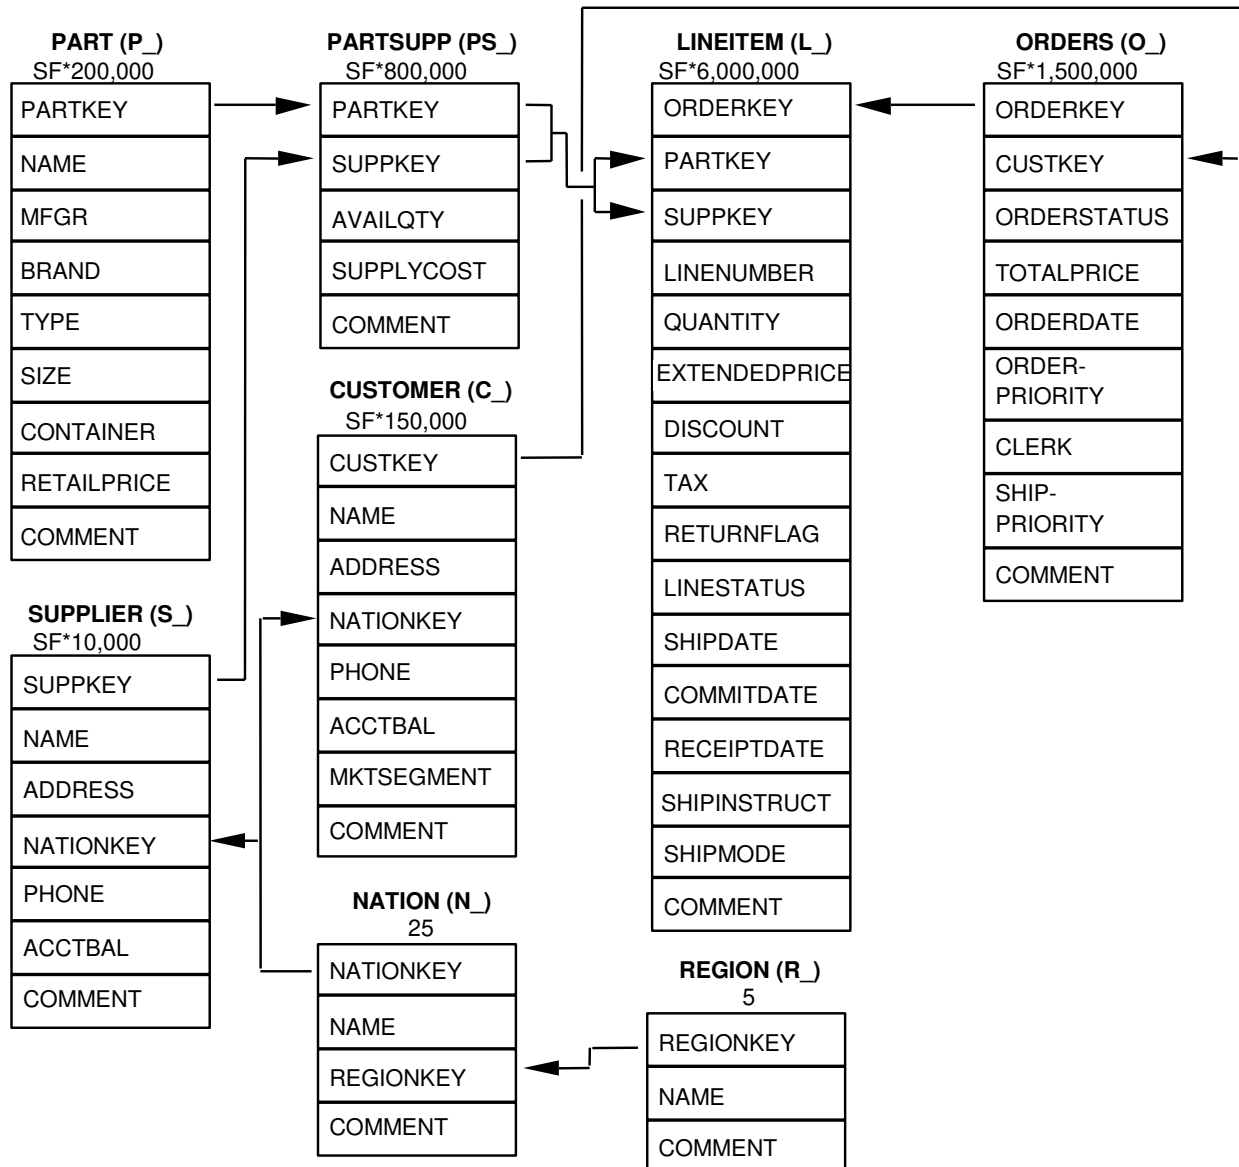 PART (P_)
SF*200,000
PARTKEY
NAME
MFGR
BRAND
TYPE
SIZE
CONTAINER
RETAILPRICE
COMMENT
SUPPLIER (S_)
SF*10,000
SUPPKEY
NAME
ADDRESS
NATIONKEY
PHONE
ACCTBAL
COMMENT
PARTSUPP (PS_)
SF*800,000
PARTKEY
SUPPKEY
AVAILQTY
SUPPLYCOST
COMMENT
CUSTOMER (C_)
SF*150,000
CUSTKEY
NAME
ADDRESS
NATIONKEY
PHONE
ACCTBAL
MKTSEGMENT
COMMENT
NATION (N_)
25
NATIONKEY
NAME
REGIONKEY
COMMENT
LINEITEM (L_)
SF*6,000,000
ORDERKEY
PARTKEY
SUPPKEY
LINENUMBER
QUANTITY
EXTENDEDPRICE
DISCOUNT
TAX
RETURNFLAG
LINESTATUS
SHIPDATE
COMMITDATE
RECEIPTDATE
SHIPINSTRUCT
SHIPMODE
COMMENT
REGION (R_)
5
REGIONKEY
NAME
COMMENT
ORDERS (O_)
SF*1,500,000
ORDERKEY
CUSTKEY
ORDERSTATUS
TOTALPRICE
ORDERDATE
ORDER-
PRIORITY
CLERK
SHIP-
PRIORITY
COMMENT